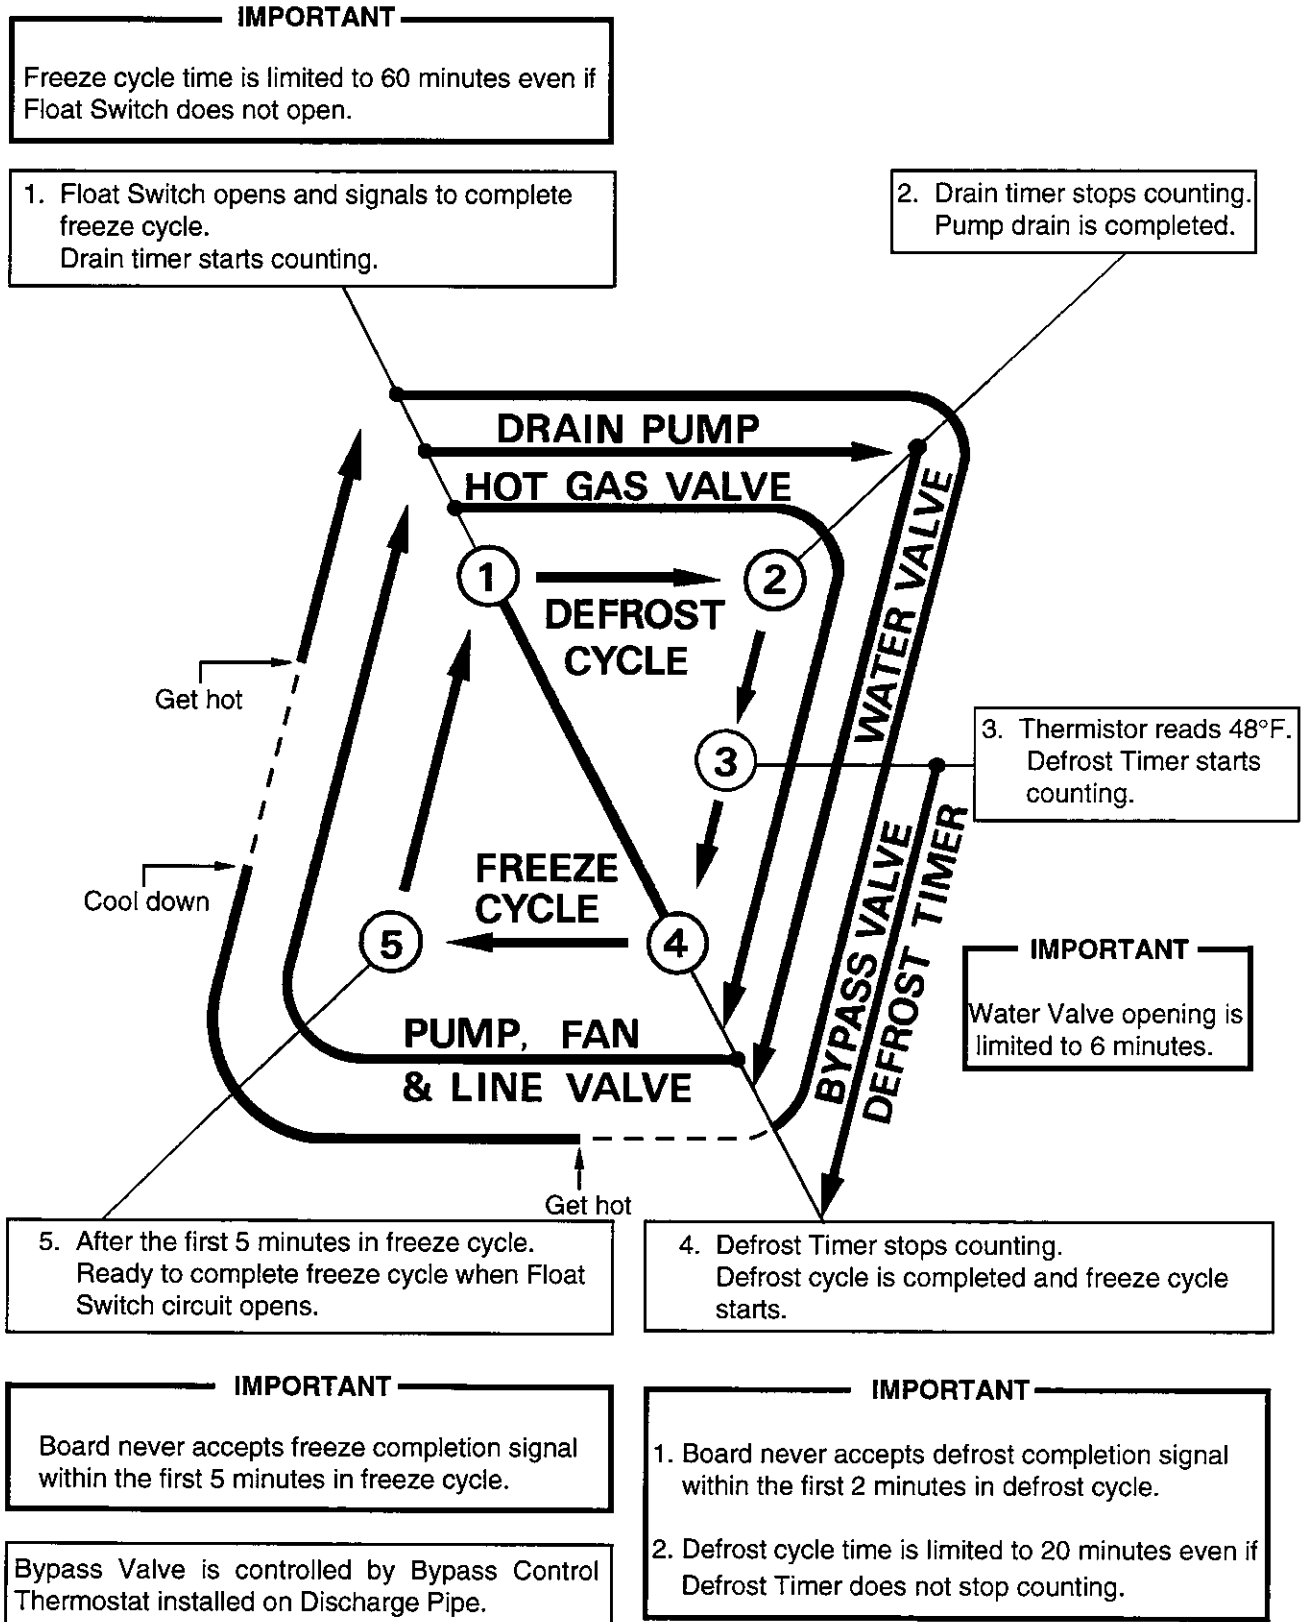 IMPORTANT
Freeze cycle time is limited to 60 minutes even if
Float Switch does not open.
1. Float Switch opens and signals to complete
freeze cycle.
Drain timer starts counting.
2. Drain timer stops counting.
Pump drain is completed.
DRAIN PUMP
HOT GAS VALVE
WATER VALVE
1
2
DEFROST
CYCLE
Get hot
3
3. Thermistor reads 48°F.
Defrost Timer starts
counting.
BYPASS VALVE
DEFROST TIMER
FREEZE
CYCLE
Cool down
5
4
IMPORTANT
Water Valve opening is
limited to 6 minutes.
PUMP, FAN
& LINE VALVE
Get hot
5. After the first 5 minutes in freeze cycle.
Ready to complete freeze cycle when Float
Switch circuit opens.
4. Defrost Timer stops counting.
Defrost cycle is completed and freeze cycle
starts.
IMPORTANT
Board never accepts freeze completion signal
within the first 5 minutes in freeze cycle.
IMPORTANT
1. Board never accepts defrost completion signal
within the first 2 minutes in defrost cycle.
2. Defrost cycle time is limited to 20 minutes even if
Defrost Timer does not stop counting.
Bypass Valve is controlled by Bypass Control
Thermostat installed on Discharge Pipe.